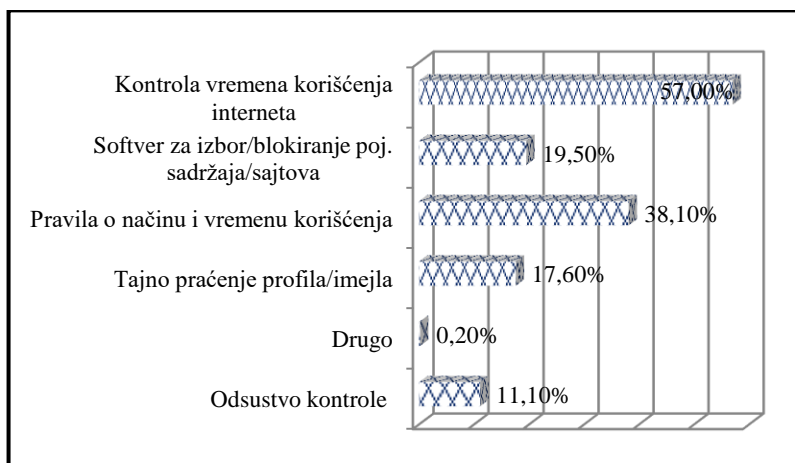 Kontrola vremena korišćenja
interneta
57,00%
Softver za izbor/blokiranje poj.
sadržaja/sajtova
19,50%
Pravila o načinu i vremenu korišćenja
38,10%
Tajno praćenje profila/imejla
17,60%
Drugo
0,20%
Odsustvo kontrole
11,10%